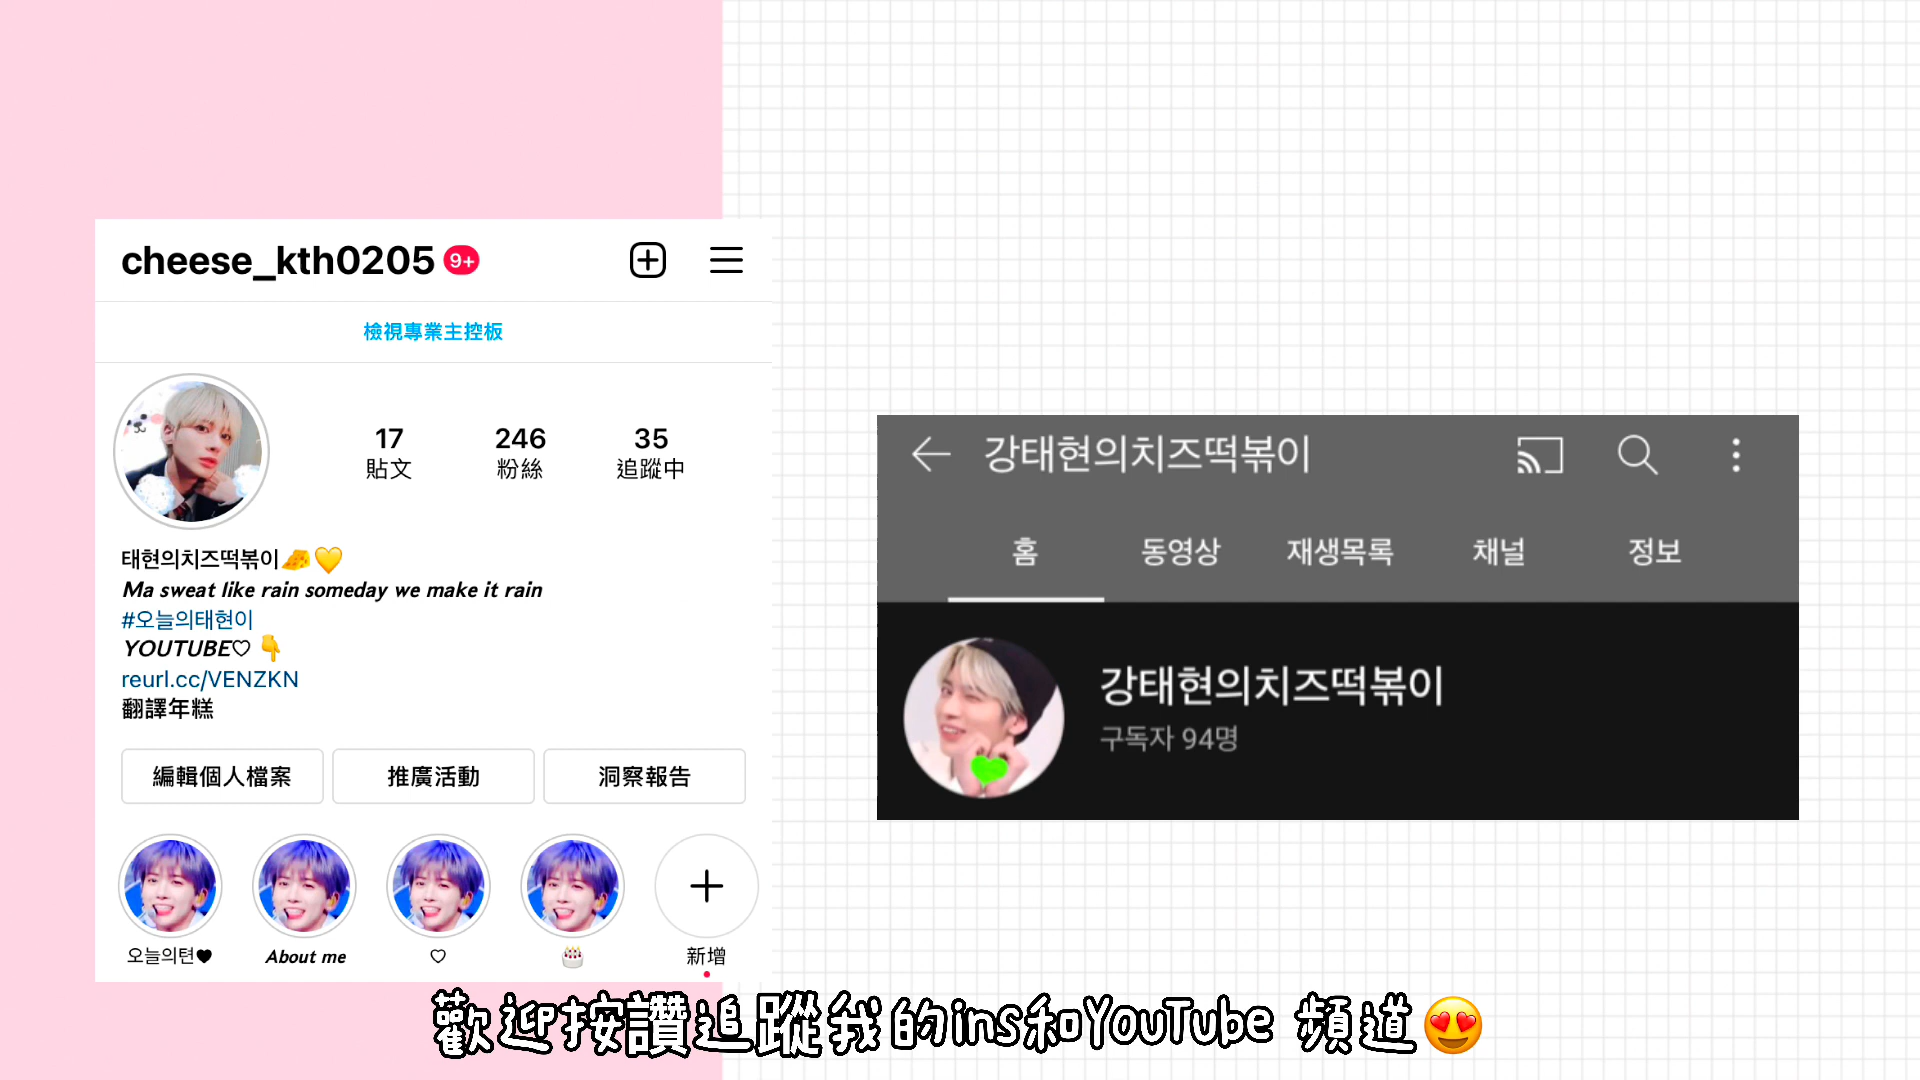 cheese_kth0205 9+
檢視專業主控板
17 246 35
貼文 粉絲 追蹤中
태현의치즈떡볶이🧀💛
Ma sweat like rain someday we make it rain
#오늘의태현이
YOUTUBE♡ 👇
reurl.cc/VENZKN
翻譯年糕
編輯個人檔案 推廣活動 洞察報告
오늘의텬♥ About me ♡ 🎂 新增
강태현의치즈떡볶이
홈 동영상 재생목록 채널 정보
강태현의치즈떡볶이
구독자 94명
歡迎按讚追蹤我的ins和YouTube 頻道😍